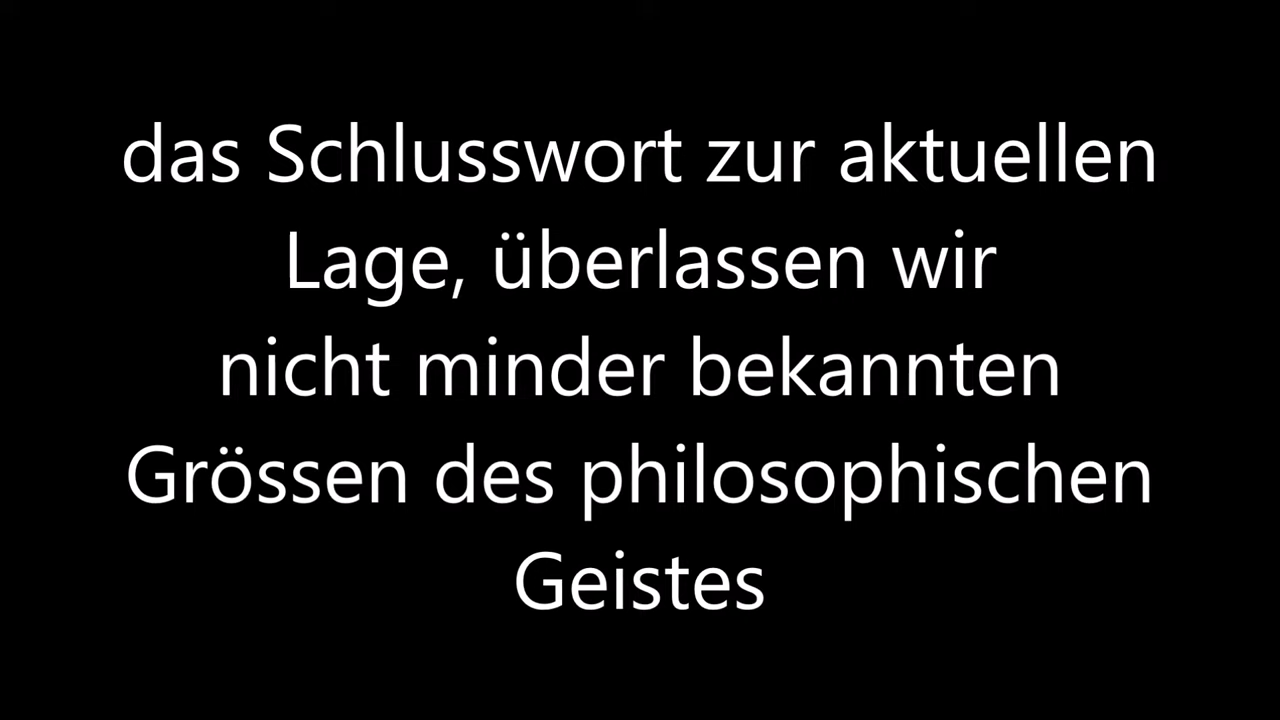 das Schlusswort zur aktuellen
Lage, überlassen wir
nicht minder bekannten
Grössen des philosophischen
Geistes